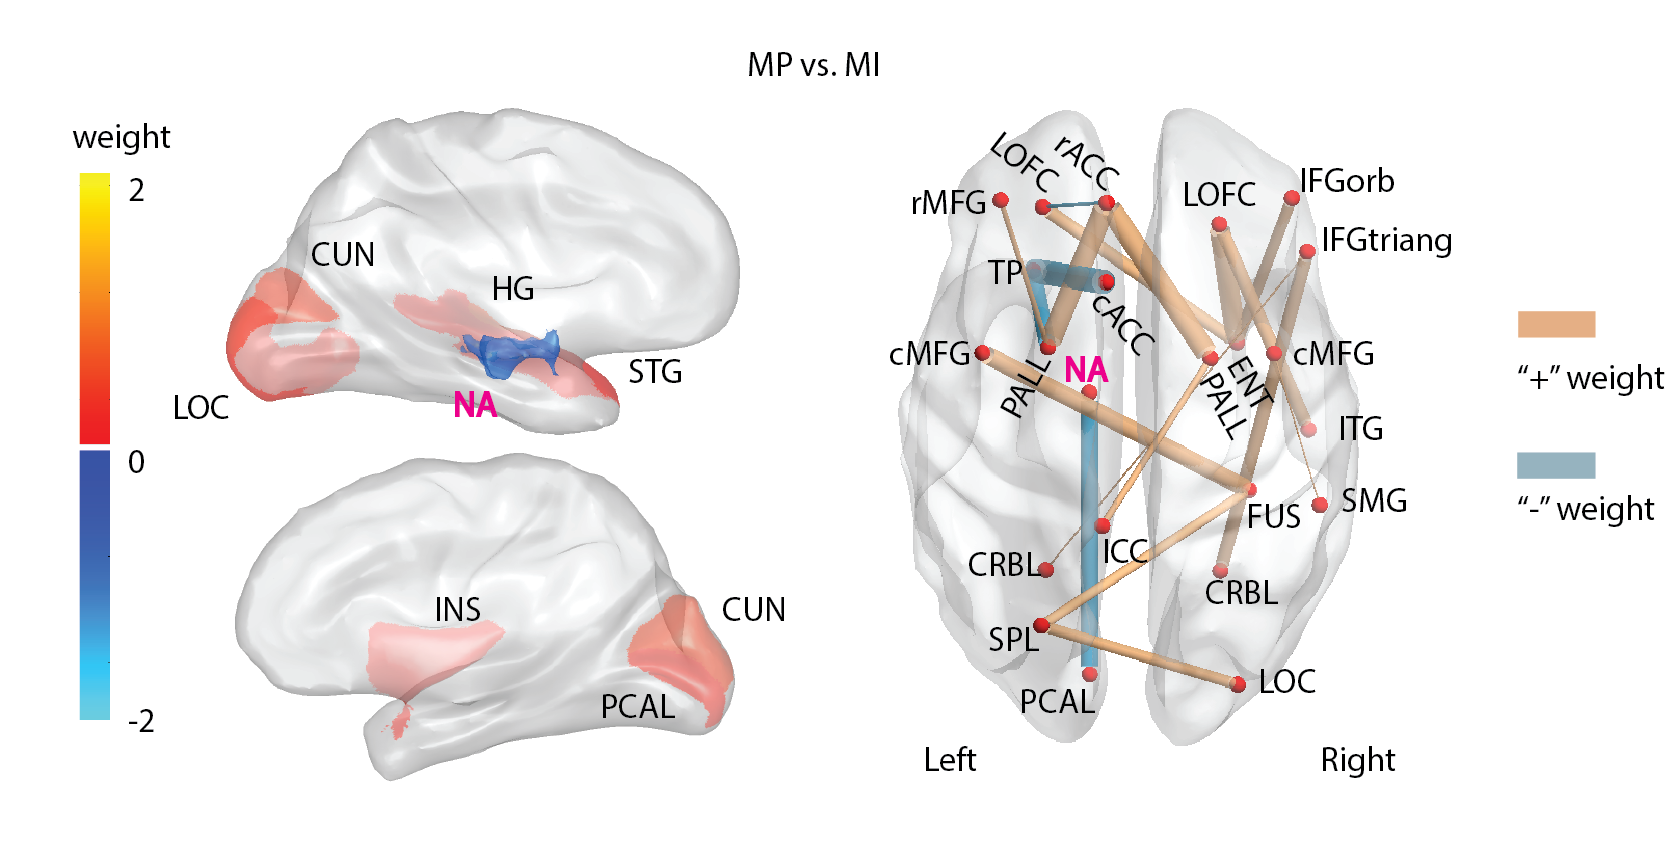 MP vs. MI
weight
2
0
-2
CUN
HG
STG
LOC
NA
INS
CUN
PCAL
LOFC
rACC
rMFG
TP
cACC
cMFG
PALL
NA
CRBL
ICC
SPL
PCAL
Left
LOFC
IFGorb
IFGtriang
cMFG
ENT
PALL
ITG
SMG
FUS
CRBL
LOC
Right
“+” weight
“-” weight